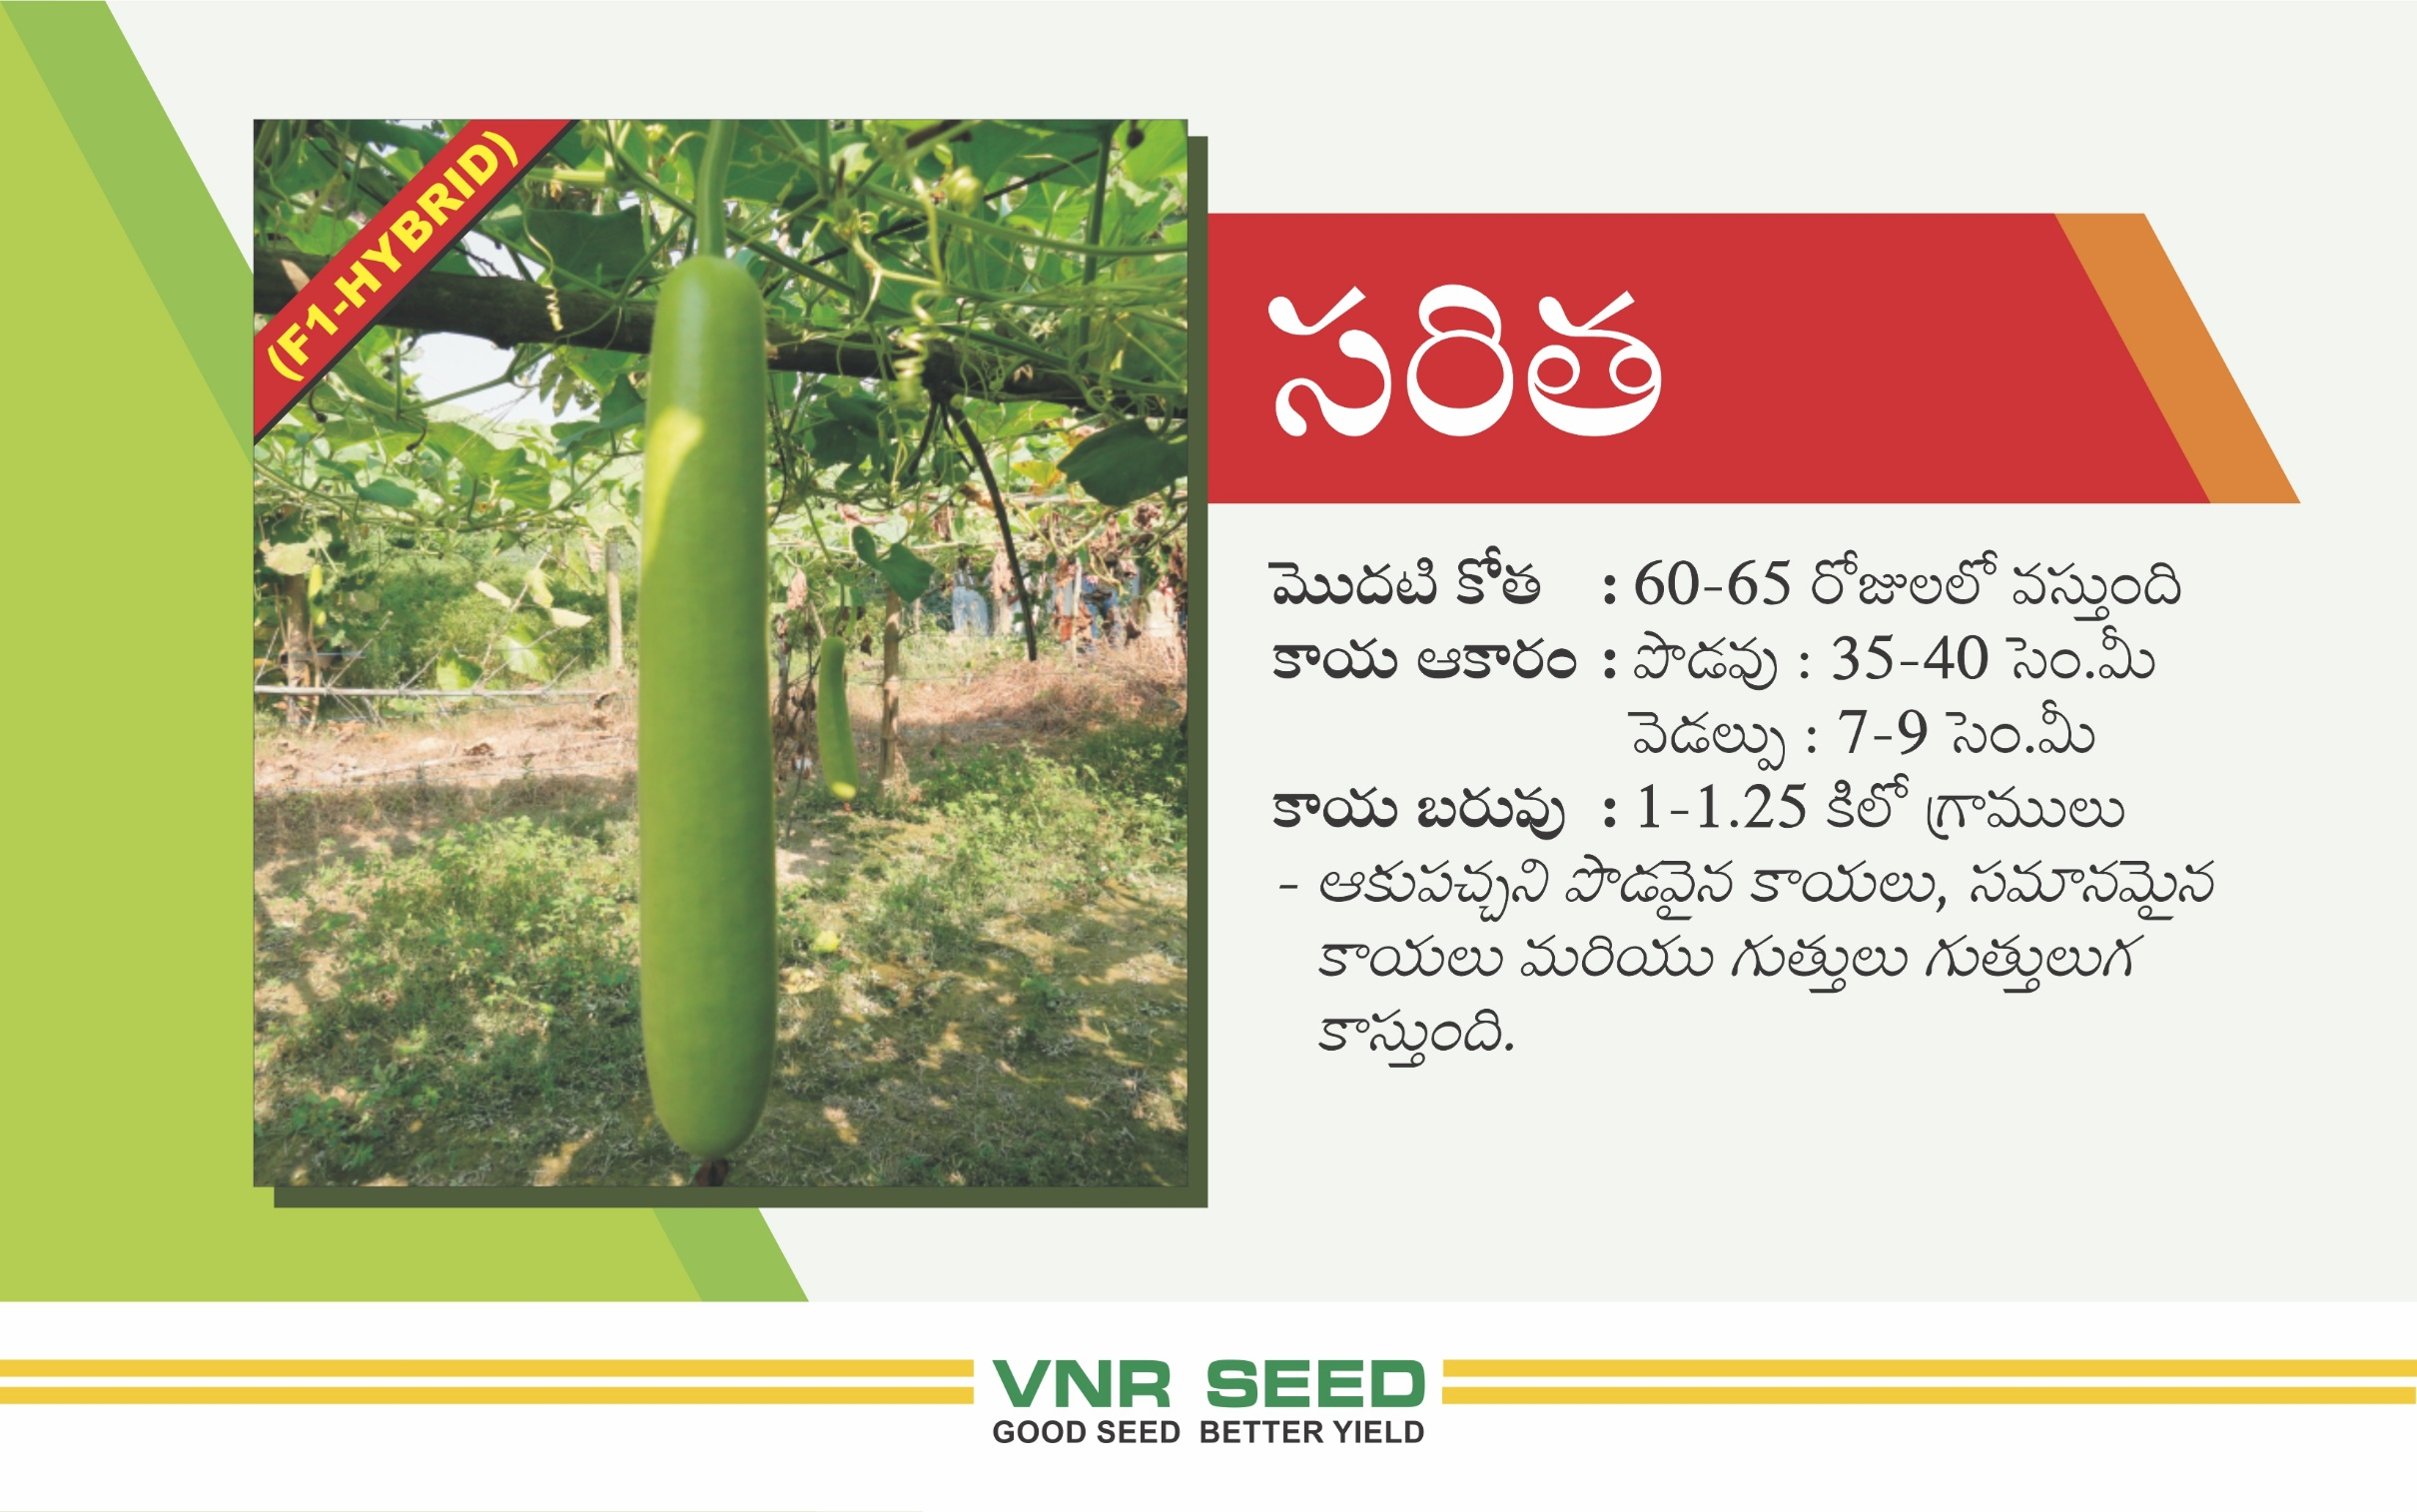 (F1-HYBRID)
సరిత
మొదటి కోత : 60-65 రోజులలో వస్తుంది
కాయ ఆకారం : పొడవు : 35-40 సెం.మీ
వెడల్పు : 7-9 సెం.మీ
కాయ బరువు : 1-1.25 కిలో గ్రాములు
- ఆకుపచ్చని పొడవైన కాయలు, సమానమైన
కాయలు మరియు గుత్తులు గుత్తులుగ
కాస్తుంది.
VNR SEED
GOOD SEED BETTER YIELD